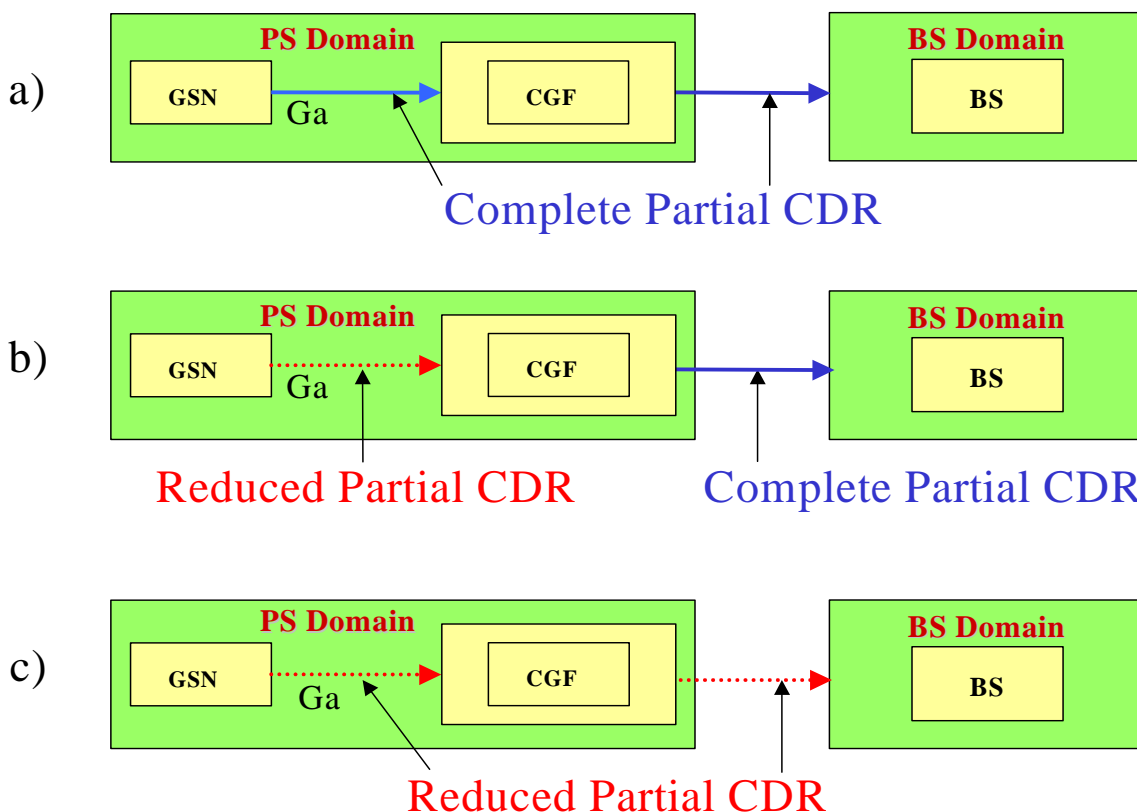 a)
PS Domain
GSN
Ga
CGF
BS Domain
BS
Complete Partial CDR
b)
PS Domain
GSN
Ga
CGF
BS Domain
BS
Reduced Partial CDR
Complete Partial CDR
c)
PS Domain
GSN
Ga
CGF
BS Domain
BS
Reduced Partial CDR